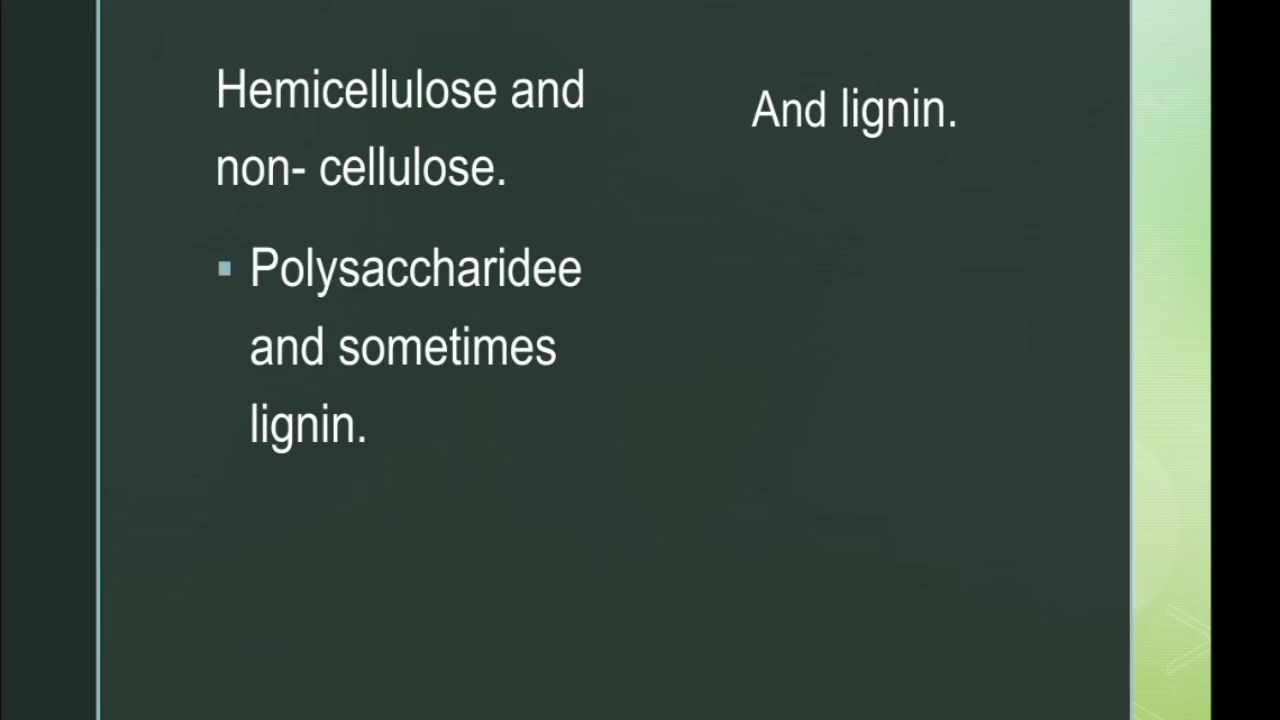 Hemicellulose and
non- cellulose.
▪ Polysaccharidee
and sometimes
lignin.
And lignin.